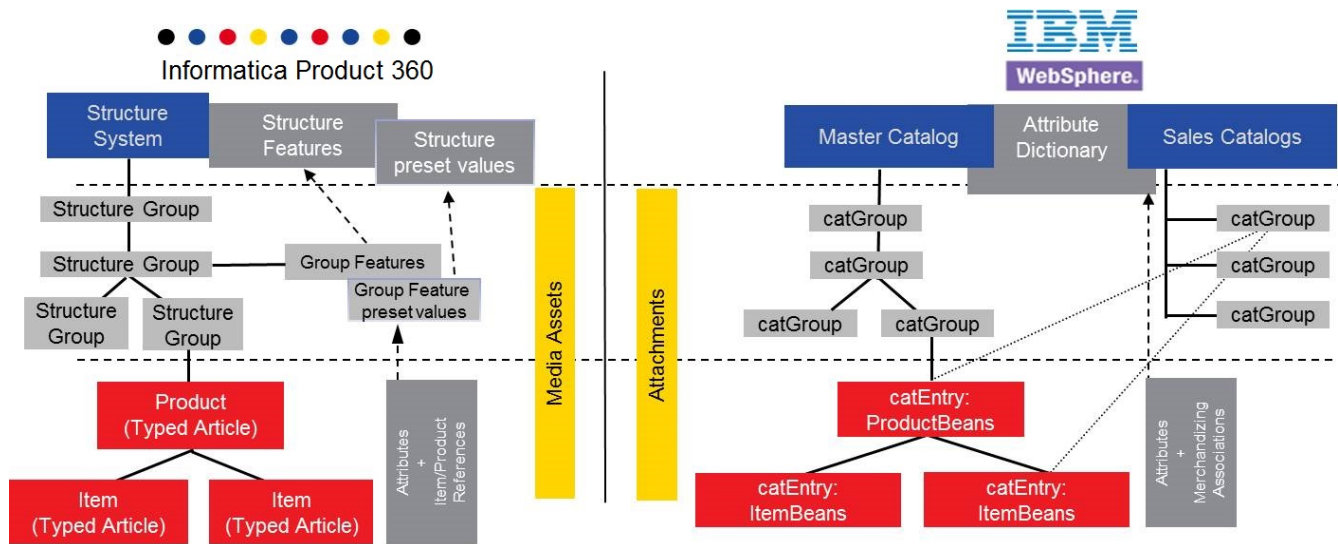 Informatica Product 360
Structure
System
Structure
Features
Structure
preset values
Structure Group
Structure Group
Group Features
Group Feature
preset values
Structure
Group
Structure
Group
Product
(Typed Article)
Item
(Typed Article)
Item
(Typed Article)
Attributes
+
Item/Product
References
Media Assets
IBM
WebSphere.
Master Catalog
Attribute
Dictionary
Sales Catalogs
Attachments
catGroup
catGroup
catGroup
catGroup
catGroup
catGroup
catGroup
catEntry:
ProductBeans
catEntry:
ItemBeans
catEntry:
ItemBeans
Attributes
+
Merchandizing
Associations